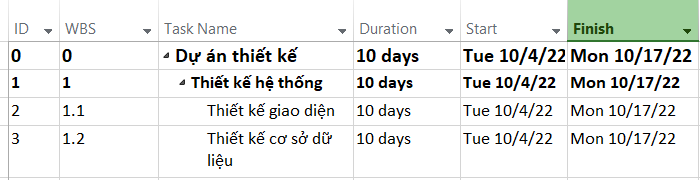 ID WBS Task Name Duration Start Finish
0 0 Dự án thiết kế 10 days Tue 10/4/22 Mon 10/17/22
1 1 Thiết kế hệ thống 10 days Tue 10/4/22 Mon 10/17/22
2 1.1 Thiết kế giao diện 10 days Tue 10/4/22 Mon 10/17/22
3 1.2 Thiết kế cơ sở dữ 10 days Tue 10/4/22 Mon 10/17/22
liệu